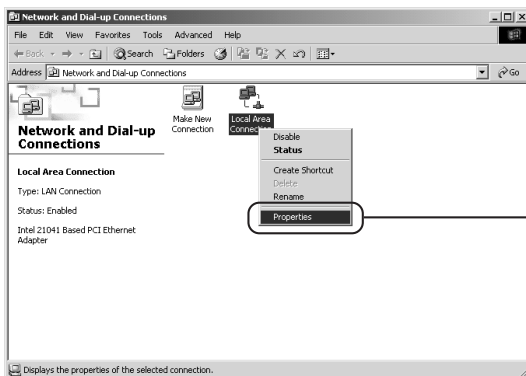 Network and Dial-up Connections
File Edit View Favorites Tools Advanced Help
Back Search Folders
Address Network and Dial-up Connections Go
Network and Dial-up
Connections
Local Area Connection
Type: LAN Connection
Status: Enabled
Intel 21041 Based PCI Ethernet
Adapter
Make New
Connection
Local Area
Connection
Disable
Status
Create Shortcut
Delete
Rename
Properties
Displays the properties of the selected connection.